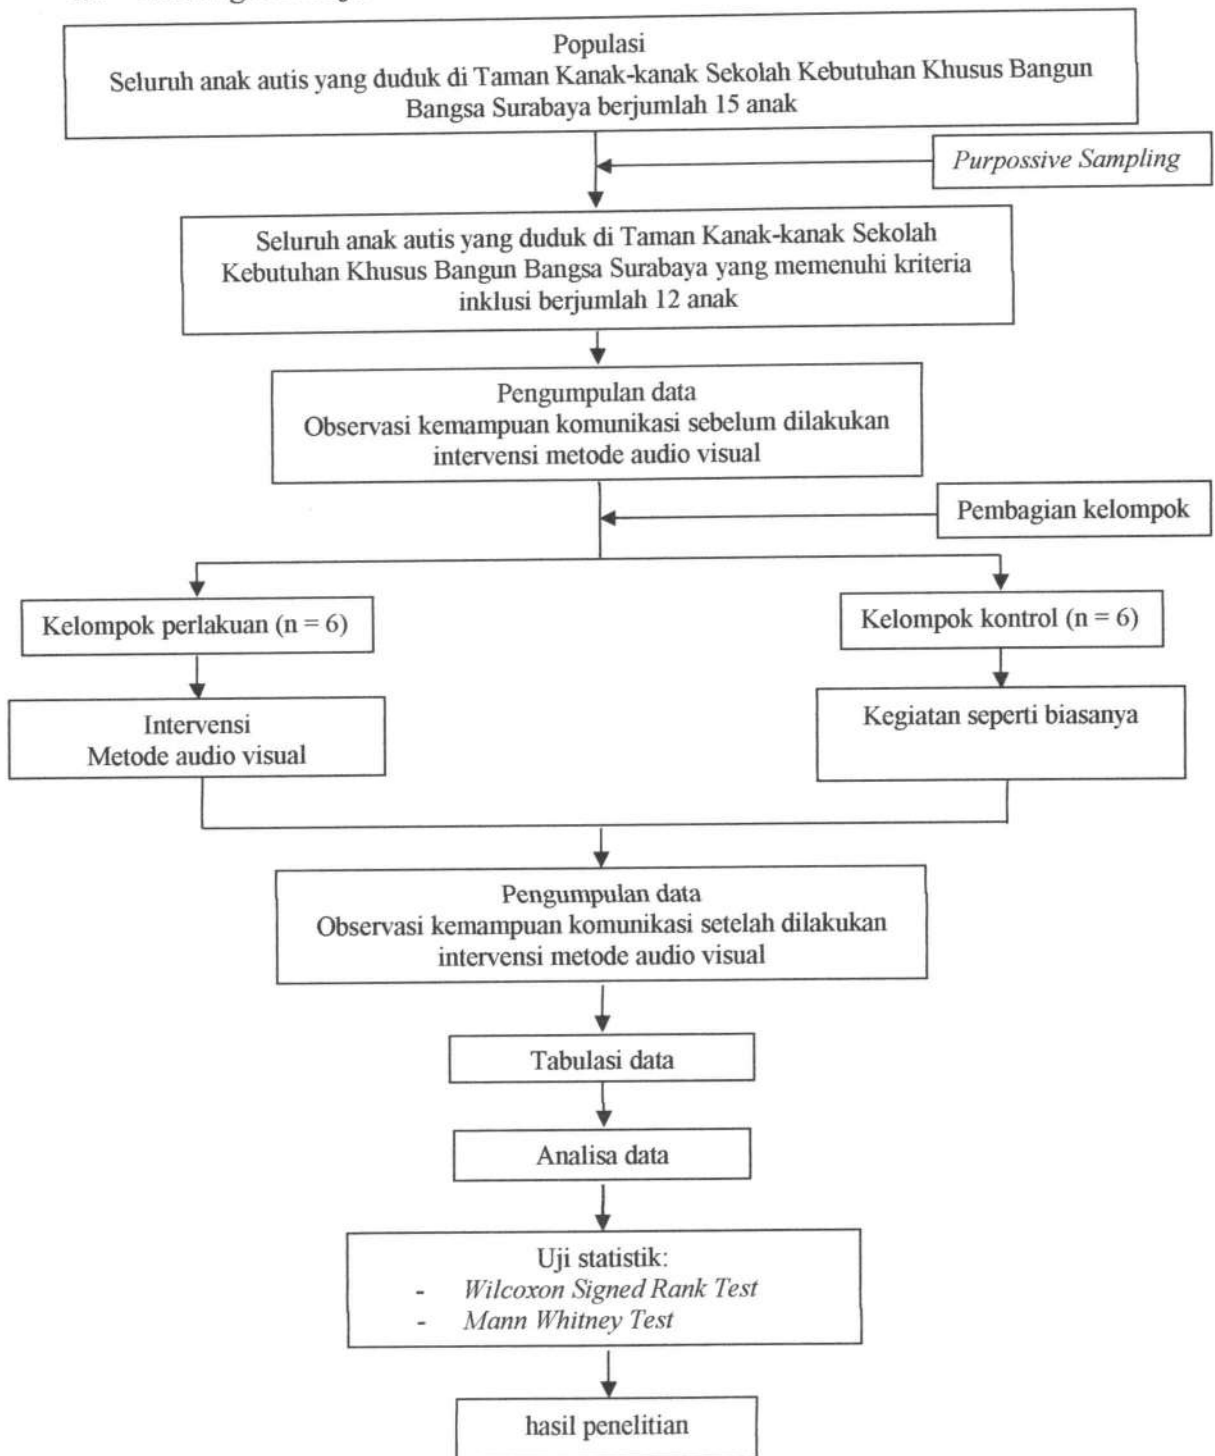 Populasi
Seluruh anak autis yang duduk di Taman Kanak-kanak Sekolah Kebutuhan Khusus Bangun
Bangsa Surabaya berjumlah 15 anak
Purpossive Sampling
Seluruh anak autis yang duduk di Taman Kanak-kanak Sekolah
Kebutuhan Khusus Bangun Bangsa Surabaya yang memenuhi kriteria
inklusi berjumlah 12 anak
Pengumpulan data
Observasi kemampuan komunikasi sebelum dilakukan
intervensi metode audio visual
Pembagian kelompok
Kelompok perlakuan (n = 6)
Kelompok kontrol (n = 6)
Intervensi
Metode audio visual
Kegiatan seperti biasanya
Pengumpulan data
Observasi kemampuan komunikasi setelah dilakukan
intervensi metode audio visual
Tabulasi data
Analisa data
Uji statistik:
- Wilcoxon Signed Rank Test
- Mann Whitney Test
hasil penelitian